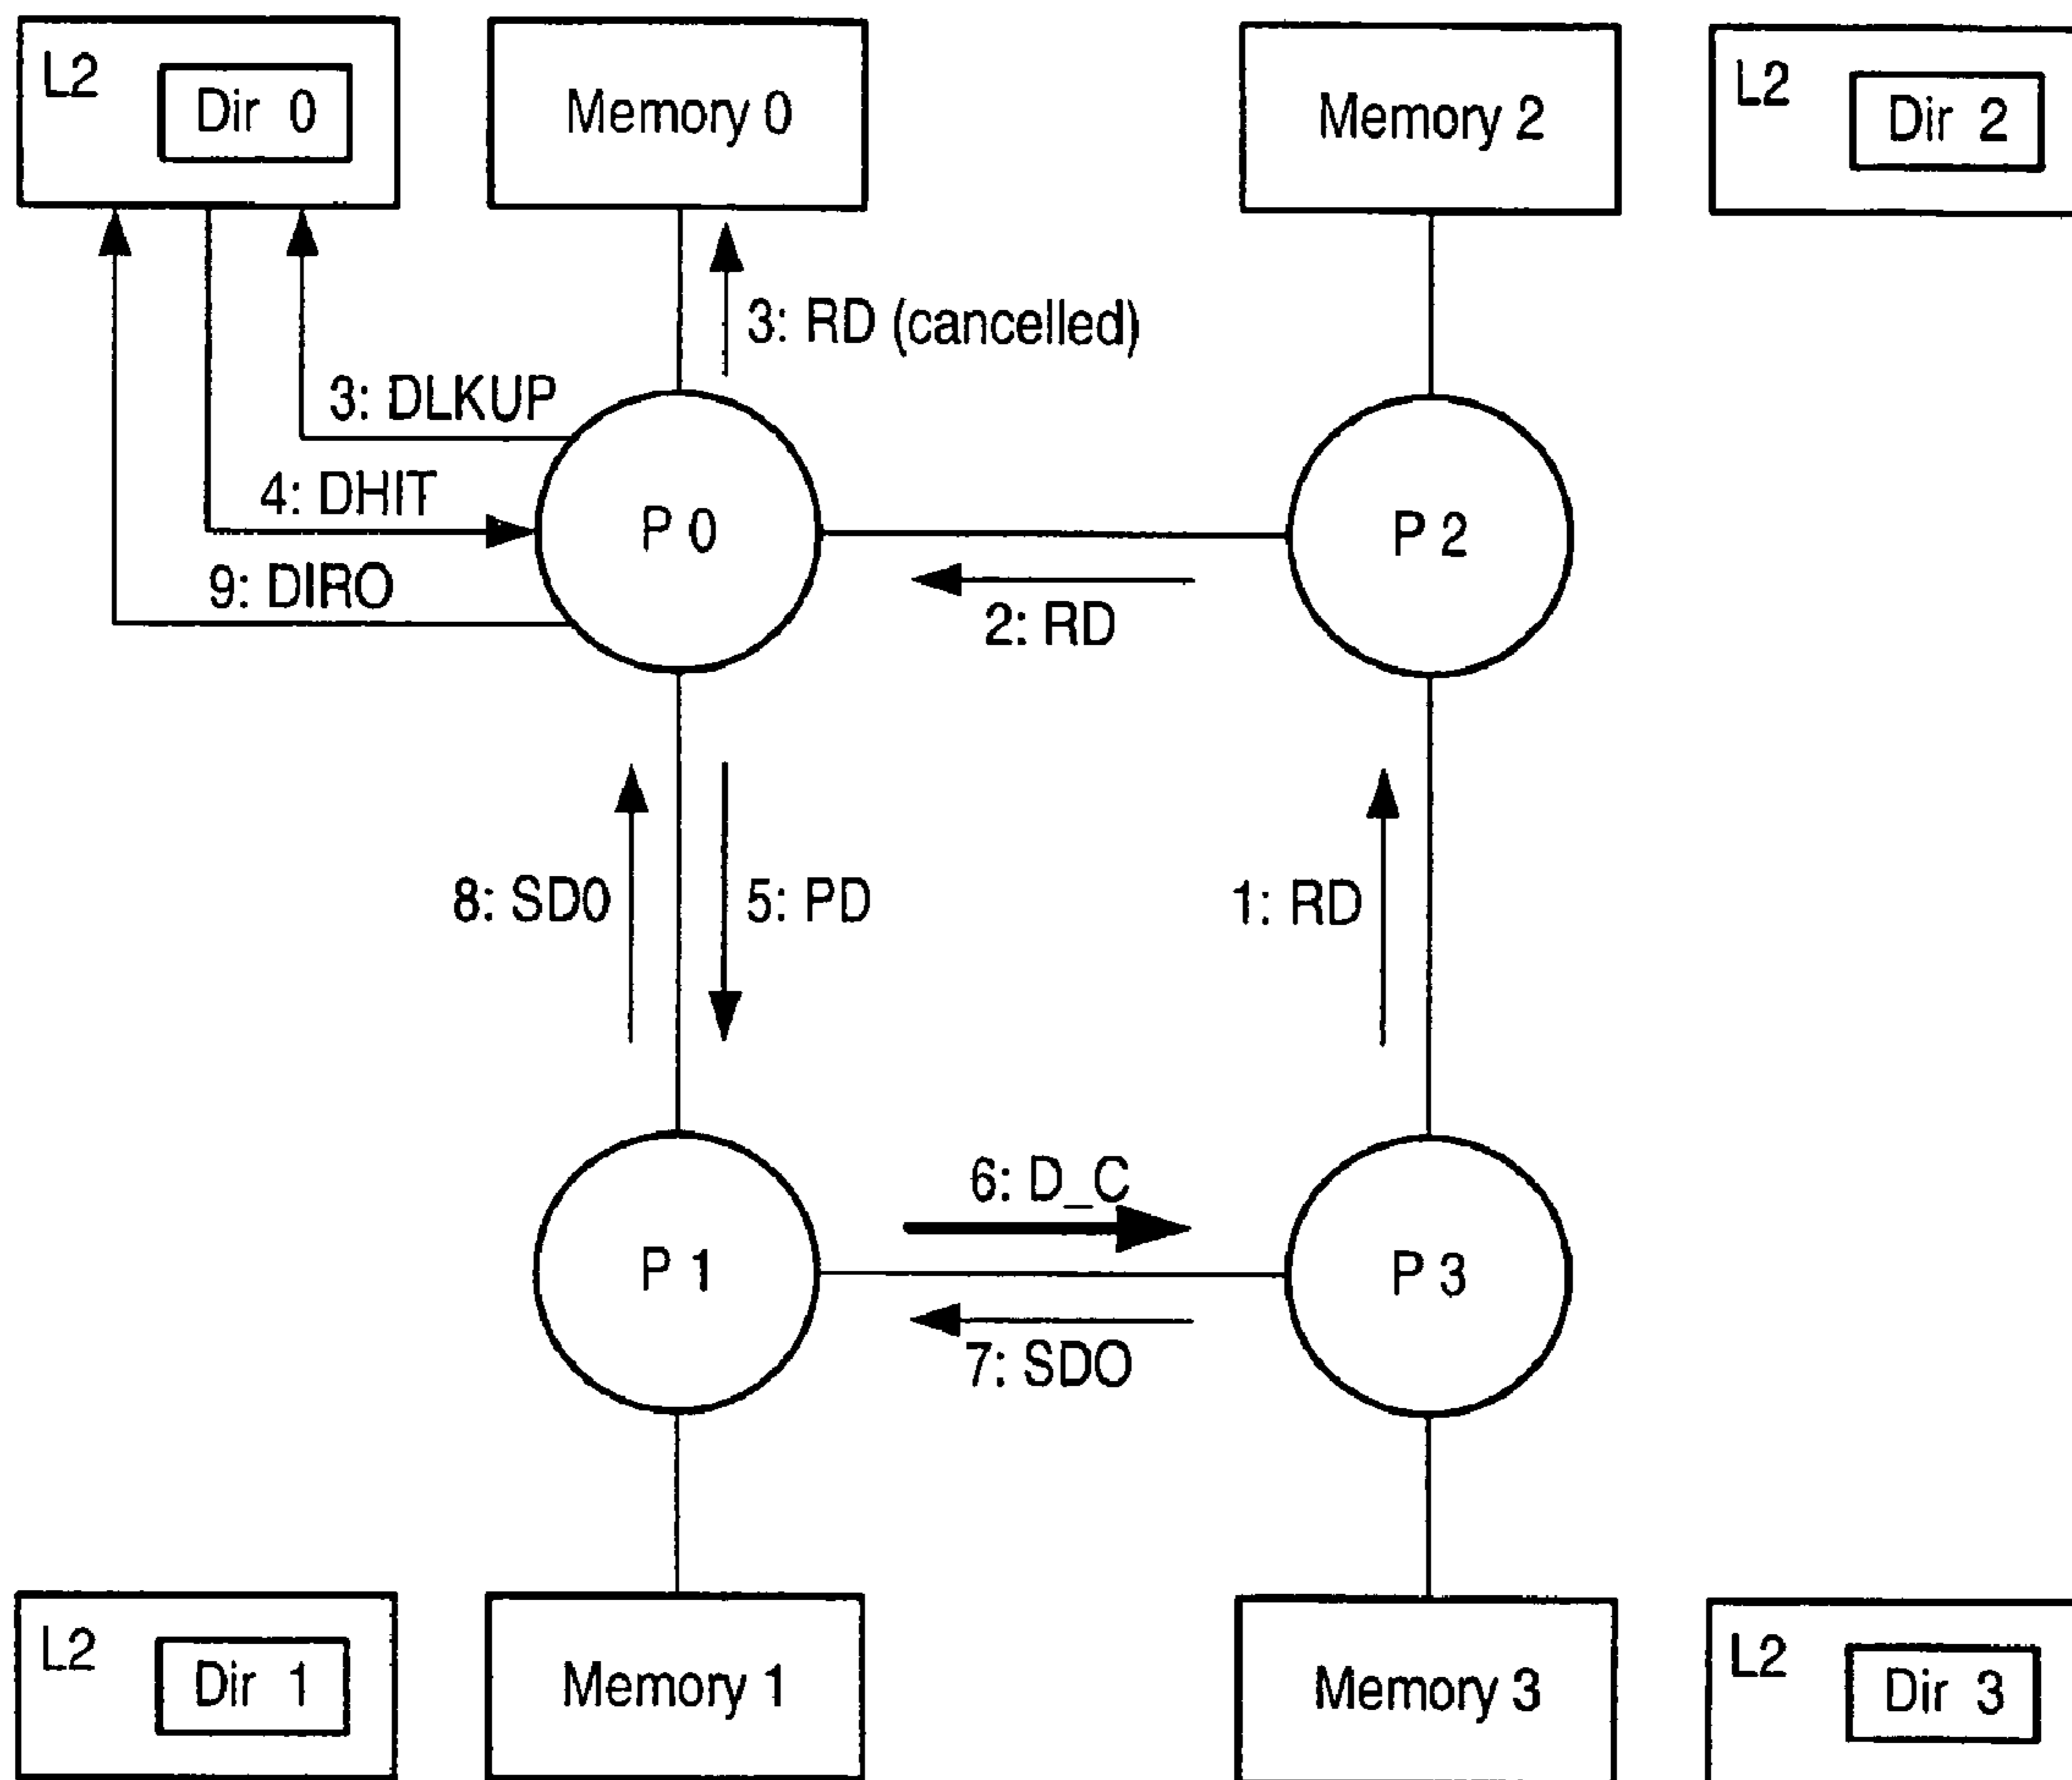 L2
Dir 0
Memory 0
Memory 2
L2
Dir 2
3: RD (cancelled)
3: DLKUP
4: DHIT
9: DIRO
P 0
P 2
2: RD
8: SD0
5: PD
1: RD
6: D_C
P 1
P 3
7: SDO
L2
Dir 1
Memory 1
Memory 3
L2
Dir 3